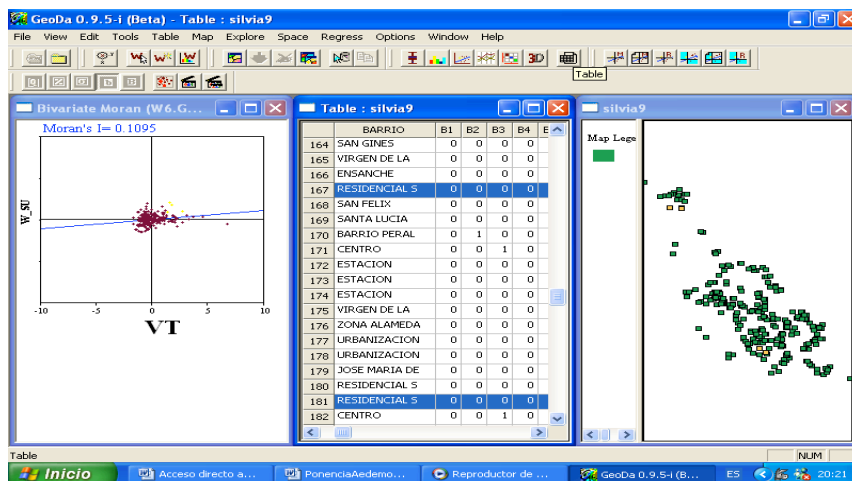 GeoDa 0.9.5-i (Beta) - Table : silvia9
File View Edit Tools Table Map Explore Space Regress Options Window Help
3D
Table
Bivariate Moran (W6.G...
Moran's I= 0.1095
W_SU
-10 -5 0 5 10
VT
Table : silvia9
BARRIO B1 B2 B3 B4
164 SAN GINES 0 0 0 0
165 VIRGEN DE LA 0 0 0 0
166 ENSANCHE 0 0 0 0
167 RESIDENCIAL S 0 0 0 0
168 SAN FELIX 0 0 0 0
169 SANTA LUCIA 0 0 0 0
170 BARRIO PERAL 0 1 0 0
171 CENTRO 0 0 1 0
172 ESTACION 0 0 0 0
173 ESTACION 0 0 0 0
174 ESTACION 0 0 0 0
175 VIRGEN DE LA 0 0 0 0
176 ZONA ALAMEDA 0 0 0 0
177 URBANIZACION 0 0 0 0
178 URBANIZACION 0 0 0 0
179 JOSE MARIA DE 0 0 0 0
180 RESIDENCIAL S 0 0 0 0
181 RESIDENCIAL S 0 0 0 0
182 CENTRO 0 0 1 0
silvia9
Map Lege
Table
NUM
Inicio
Acceso directo a...
PonenciaAedemo...
Reproductor de ...
GeoDa 0.9.5-i (B...
ES
20:21